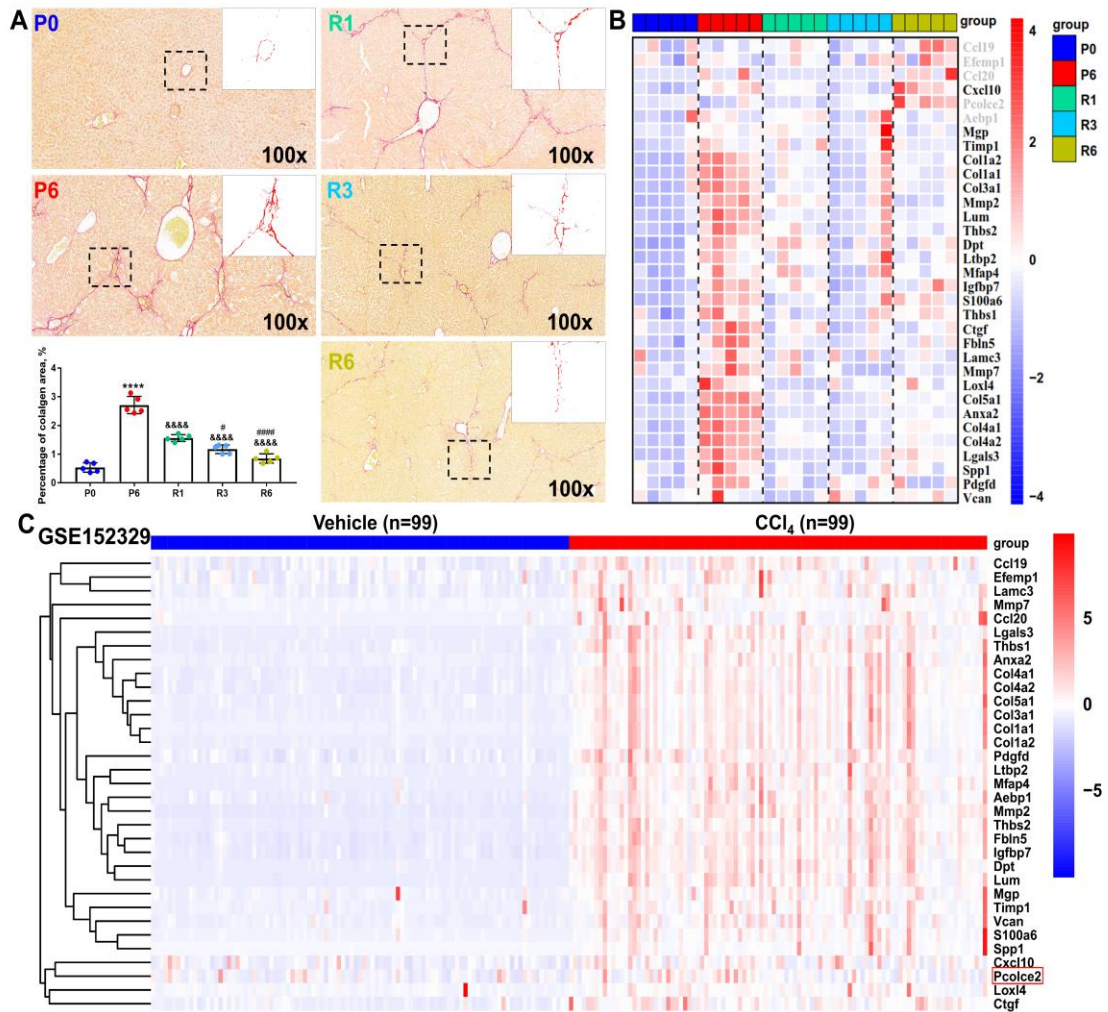 A
P0
100x
R1
100x
P6
100x
R3
100x
R6
100x
Percentage of colalgen area, %
4
3
2
1
0
****
&&&&
#
&&&&
####
&&&&
P0 P6 R1 R3 R6
B
group
Ccl19
Efemp1
Ccl20
Cxcl10
Pcolce2
Aebp1
Mgp
Timp1
Col1a2
Col1a1
Col3a1
Mmp2
Lum
Thbs2
Dpt
Ltbp2
Mfap4
Igfbp7
S100a6
Thbs1
Ctgf
Fbln5
Lamc3
Mmp7
Loxl4
Col5a1
Anxa2
Col4a1
Col4a2
Lgals3
Spp1
Pdgfd
Vcan
4
2
0
−2
−4
group
P0
P6
R1
R3
R6
C
GSE152329
Vehicle (n=99)
CCl4 (n=99)
group
Ccl19
Efemp1
Lamc3
Mmp7
Ccl20
Lgals3
Thbs1
Anxa2
Col4a1
Col4a2
Col5a1
Col3a1
Col1a1
Col1a2
Pdgfd
Ltbp2
Mfap4
Aebp1
Mmp2
Thbs2
Fbln5
Igfbp7
Dpt
Lum
Mgp
Timp1
Vcan
S100a6
Spp1
Cxcl10
Pcolce2
Loxl4
Ctgf
5
0
−5